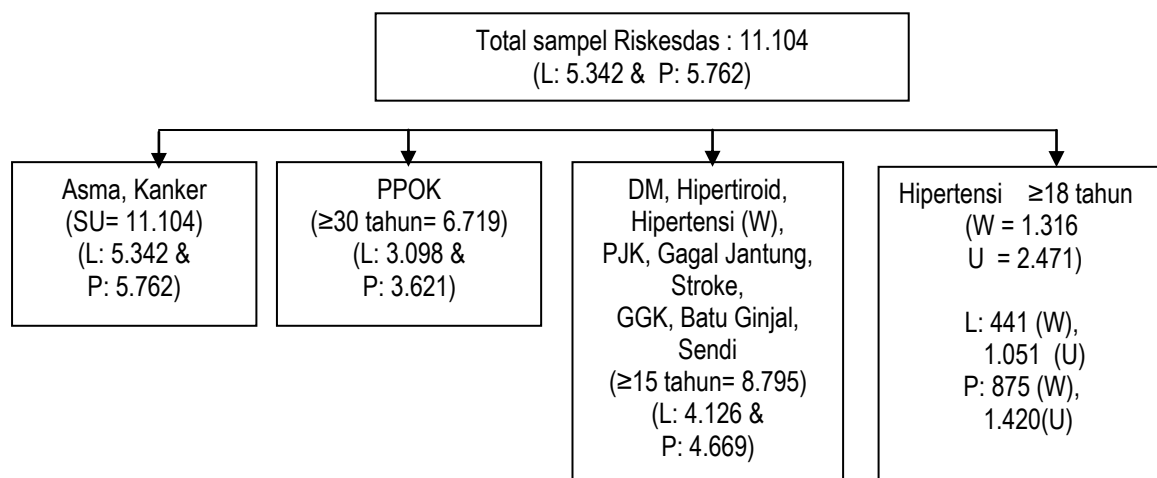 Total sampel Riskesdas : 11.104
(L: 5.342 & P: 5.762)
Asma, Kanker
(SU= 11.104)
(L: 5.342 &
P: 5.762)
PPOK
(≥30 tahun= 6.719)
(L: 3.098 &
P: 3.621)
DM, Hipertiroid,
Hipertensi (W),
PJK, Gagal Jantung,
Stroke,
GGK, Batu Ginjal,
Sendi
(≥15 tahun= 8.795)
(L: 4.126 &
P: 4.669)
Hipertensi ≥18 tahun
(W = 1.316
U = 2.471)
L: 441 (W),
1.051 (U)
P: 875 (W),
1.420(U)